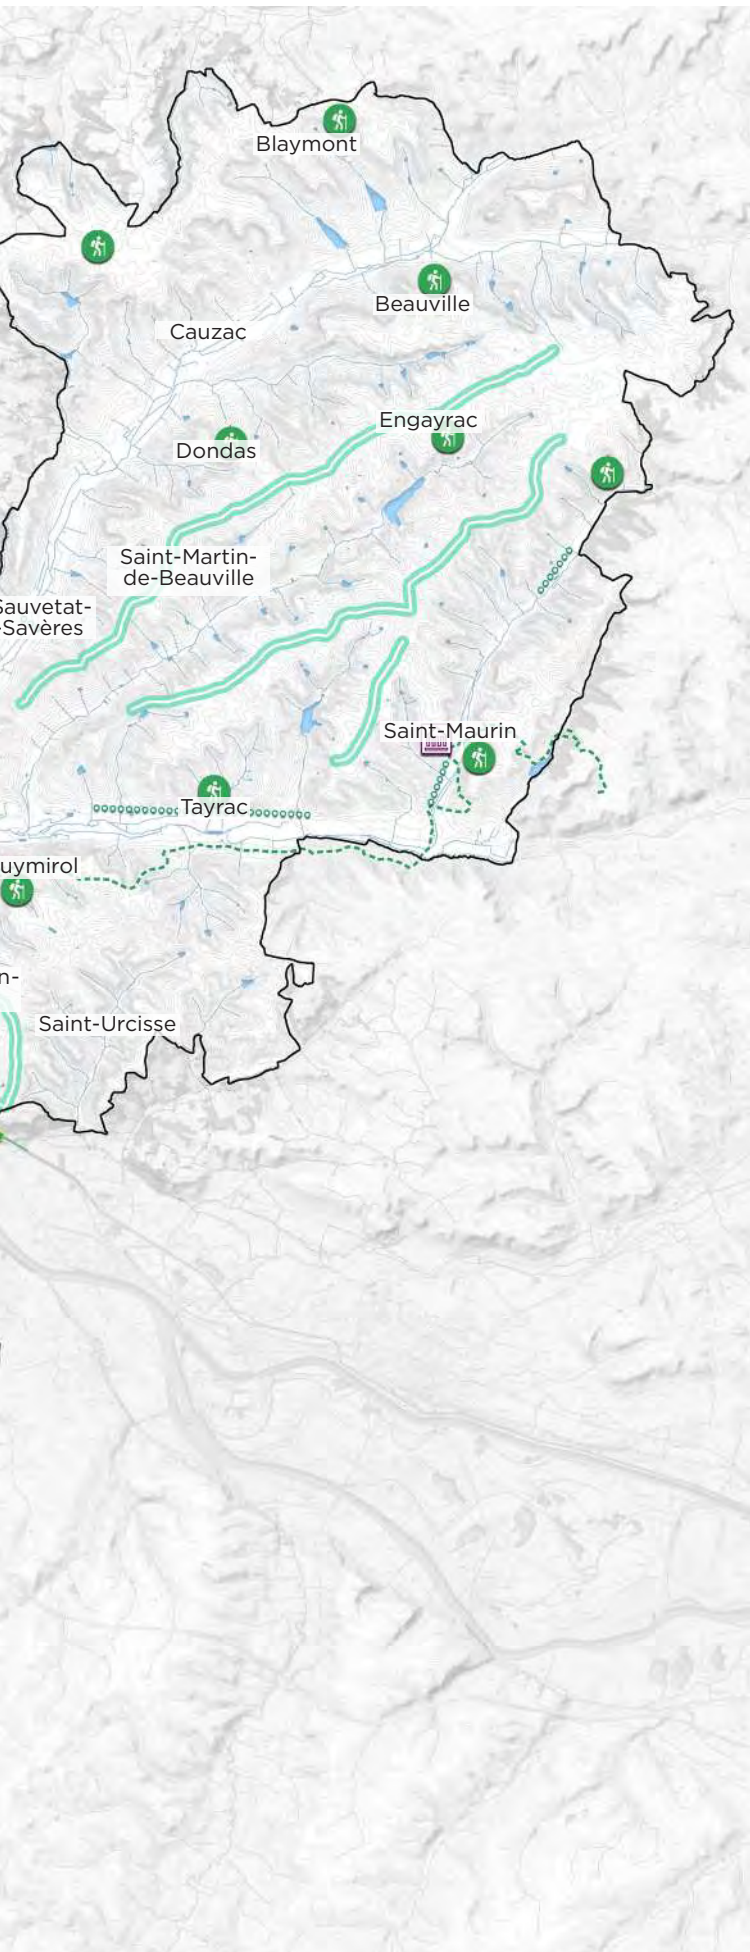 Blaymont
Beauville
Cauzac
Engayrac
Dondas
Saint-Martin-
de-Beauville
Sauvetat-
-Savères
Saint-Maurin
Tayrac
uymirol
n-
Saint-Urcisse